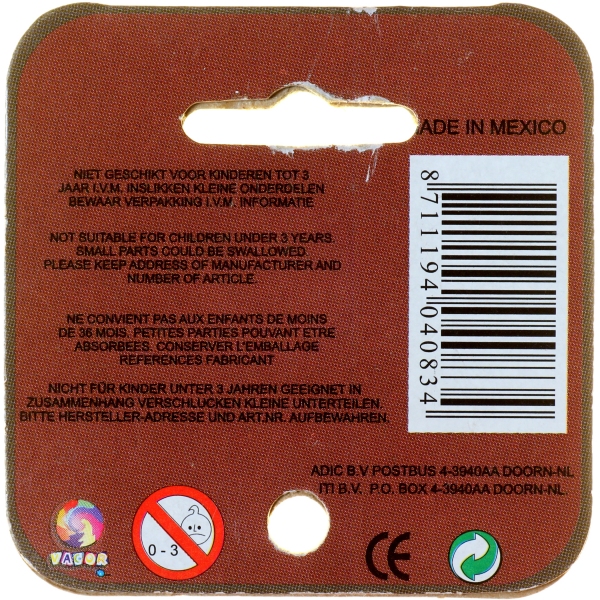 ADE IN MEXICO
NIET GESCHIKT VOOR KINDEREN TOT 3
JAAR I.V.M. INSLIKKEN KLEINE ONDERDELEN
BEWAAR VERPAKKING I.V.M. INFORMATIE
NOT SUITABLE FOR CHILDREN UNDER 3 YEARS.
SMALL PARTS COULD BE SWALLOWED.
PLEASE KEEP ADDRESS OF MANUFACTURER AND
NUMBER OF ARTICLE.
NE CONVIENT PAS AUX ENFANTS DE MOINS
DE 36 MOIS. PETITES PARTIES POUVANT ETRE
ABSORBEES. CONSERVER L'EMBALLAGE
REFERENCES FABRICANT
NICHT FÜR KINDER UNTER 3 JAHREN GEEIGNET IN
ZUSAMMENHANG VERSCHLUCKEN KLEINE UNTERTEILEN.
BITTE HERSTELLER-ADRESSE UND ART.NR. AUFBEWAHREN.
8 711194 040834
ADIC B.V POSTBUS 4-3940AA DOORN-NL
ITI B.V. P.O. BOX 4-3940AA DOORN-NL.
VAGOR
0-3
CE